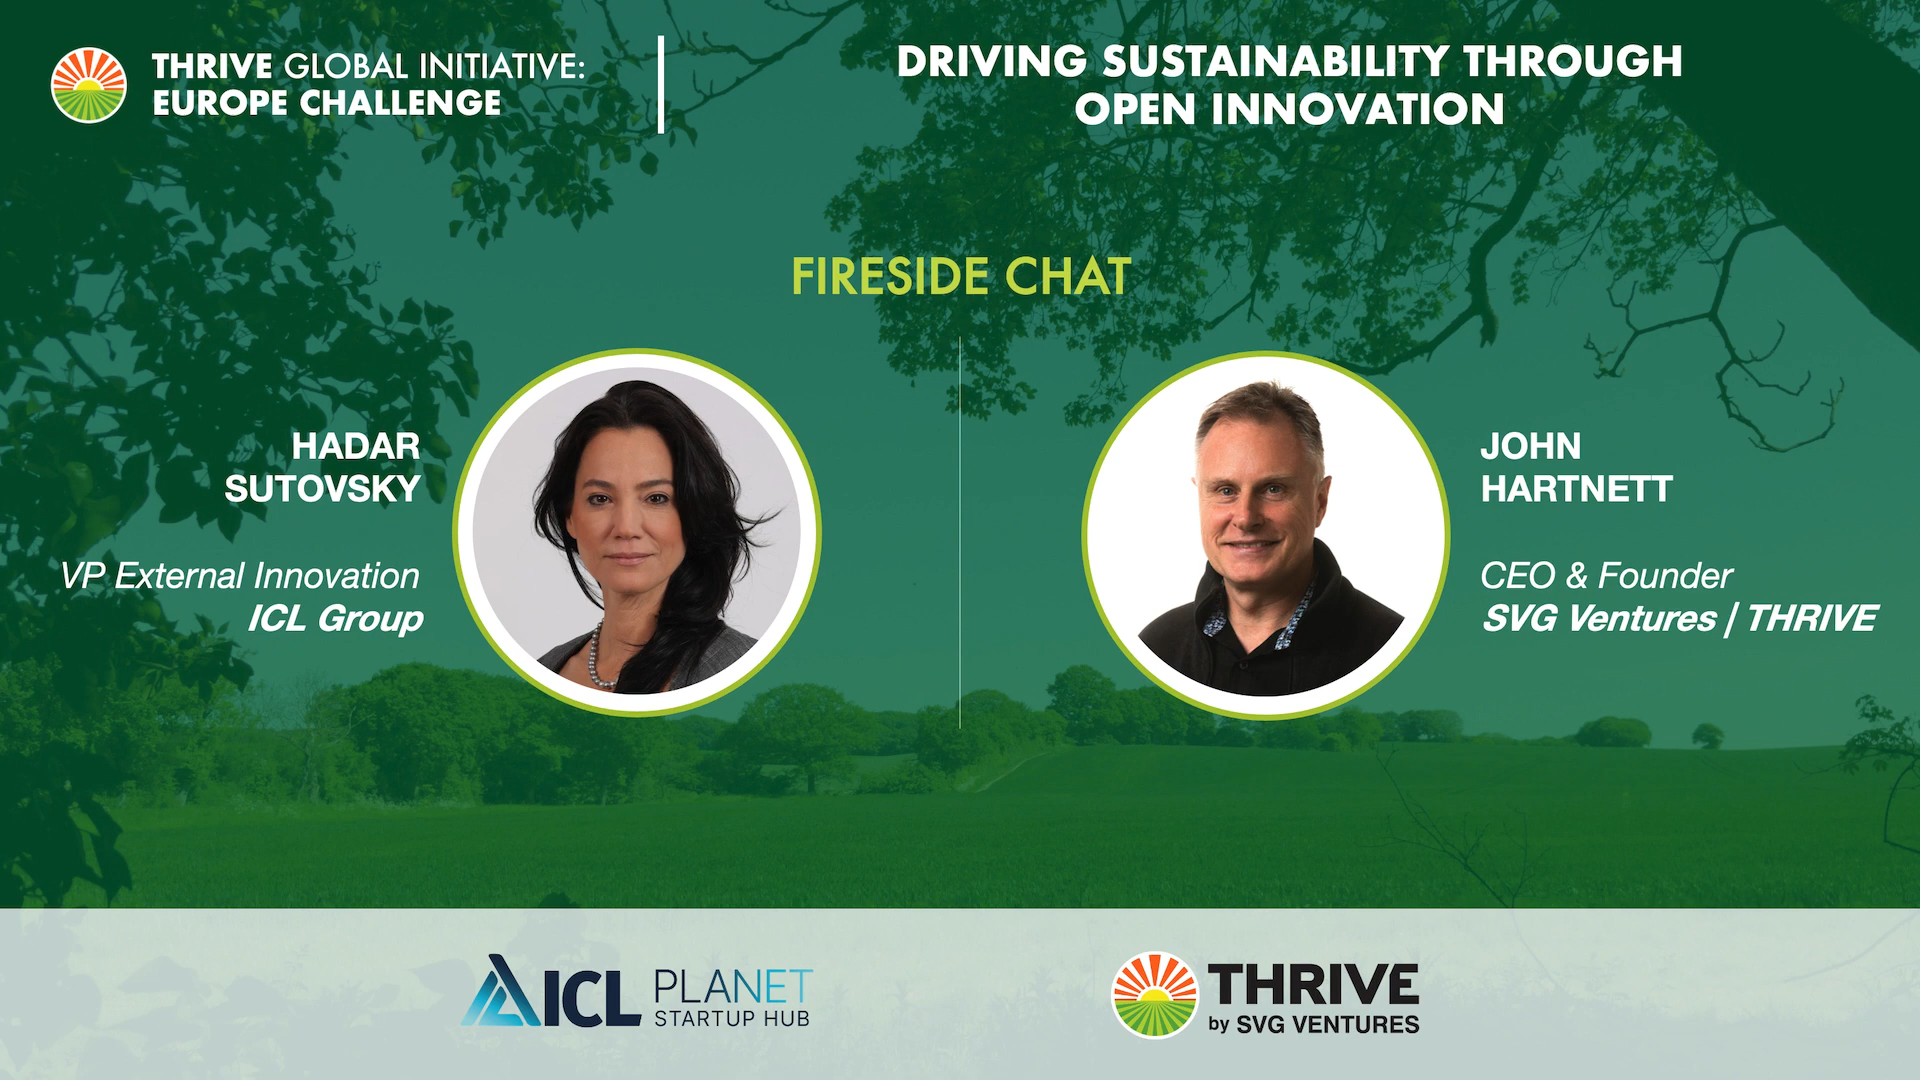 THRIVE GLOBAL INITIATIVE:
EUROPE CHALLENGE
DRIVING SUSTAINABILITY THROUGH
OPEN INNOVATION
FIRESIDE CHAT
HADAR
SUTOVSKY
VP External Innovation
ICL Group
JOHN
HARTNETT
CEO & Founder
SVG Ventures | THRIVE
ICL PLANET
STARTUP HUB
THRIVE
by SVG VENTURES